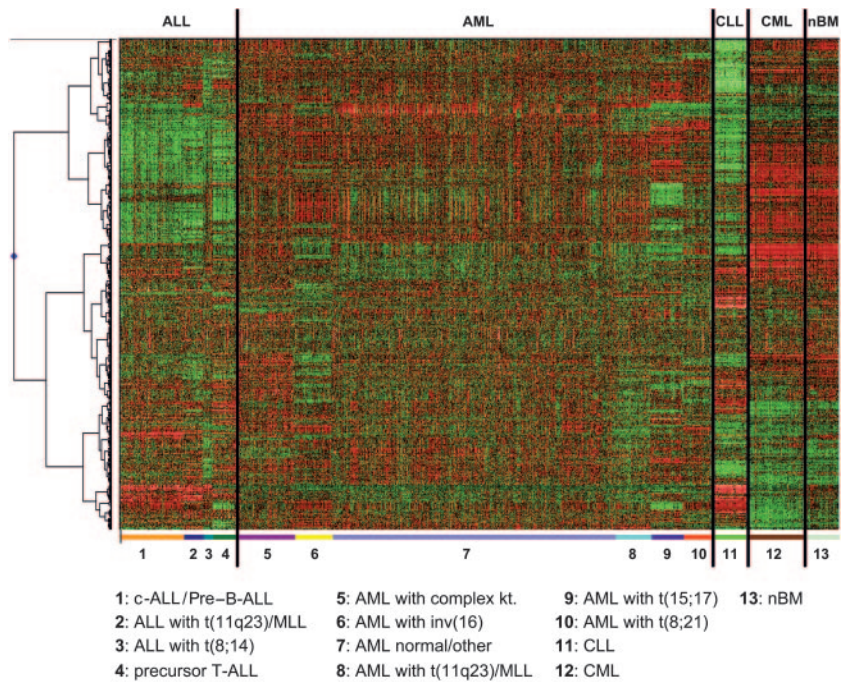 ALL AML CLL CML nBM
1 2 3 4 5 6 7 8 9 10 11 12 13
1: c-ALL/Pre–B-ALL 5: AML with complex kt. 9: AML with t(15;17) 13: nBM
2: ALL with t(11q23)/MLL 6: AML with inv(16) 10: AML with t(8;21)
3: ALL with t(8;14) 7: AML normal/other 11: CLL
4: precursor T-ALL 8: AML with t(11q23)/MLL 12: CML